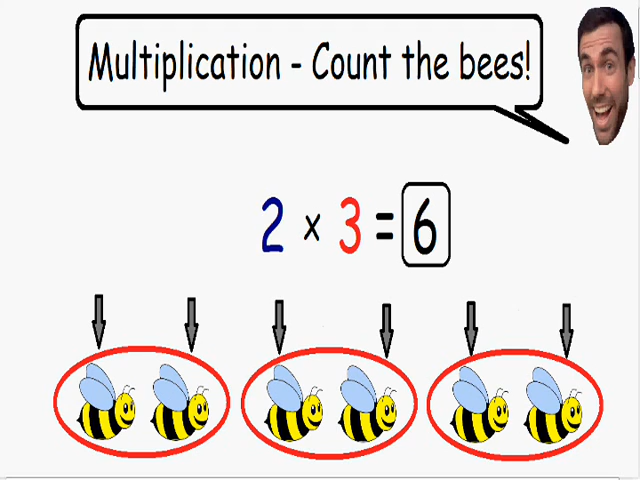 Multiplication - Count the bees!
2 × 3 = 6